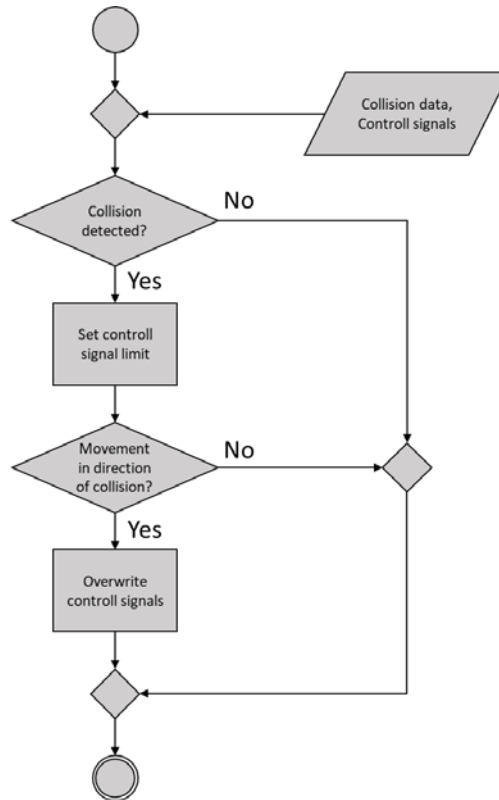 Collision data,
Controll signals
Collision
detected?
No
Yes
Set controll
signal limit
Movement
in direction
of collision?
No
Yes
Overwrite
controll signals